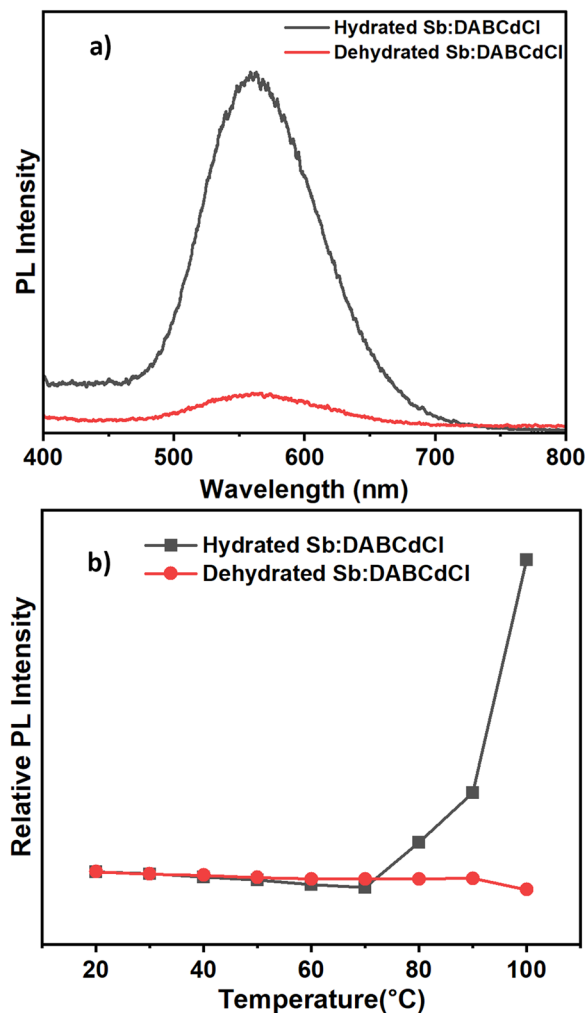 a)
Hydrated Sb:DABCdCl
Dehydrated Sb:DABCdCl
PL Intensity
400 500 600 700 800
Wavelength (nm)
b)
Hydrated Sb:DABCdCl
Dehydrated Sb:DABCdCl
Relative PL Intensity
20 40 60 80 100
Temperature(°C)